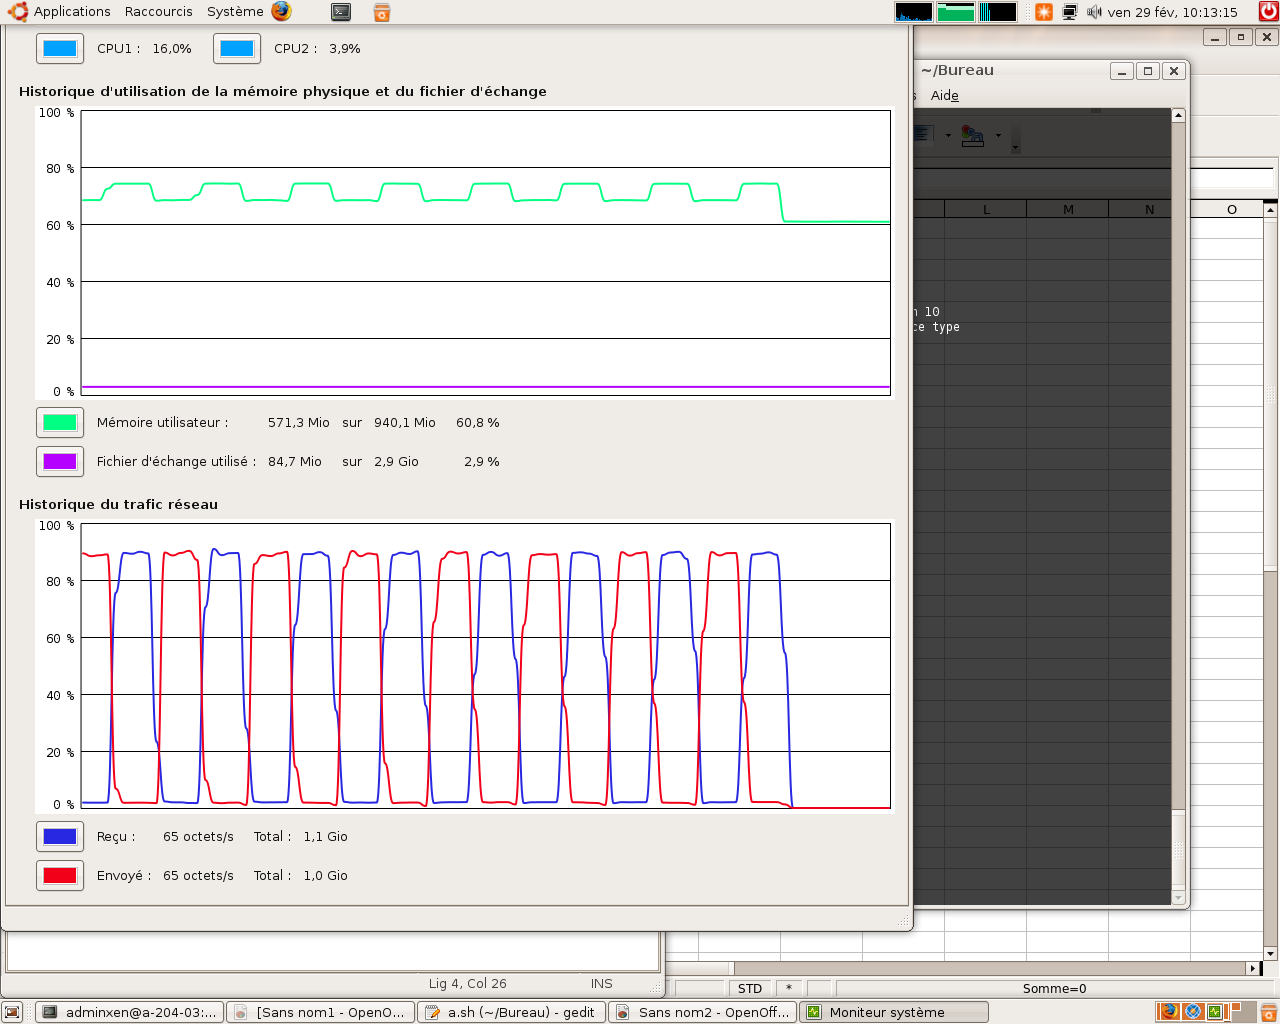 Applications Raccourcis Système ven 29 fév, 10:13:15
CPU1 : 16,0% CPU2 : 3,9%
~/Bureau
Aide
Historique d'utilisation de la mémoire physique et du fichier d'échange
100 %
80 %
60 %
40 %
20 %
0 %
L M N O
10
ce type
Mémoire utilisateur : 571,3 Mio sur 940,1 Mio 60,8 %
Fichier d'échange utilisé : 84,7 Mio sur 2,9 Gio 2,9 %
Historique du trafic réseau
100 %
80 %
60 %
40 %
20 %
0 %
Reçu : 65 octets/s Total : 1,1 Gio
Envoyé : 65 octets/s Total : 1,0 Gio
Lig 4, Col 26 INS
STD * Somme=0
adminxen@a-204-03:... [Sans nom1 - OpenO... a.sh (~/Bureau) - gedit Sans nom2 - OpenOff... Moniteur système